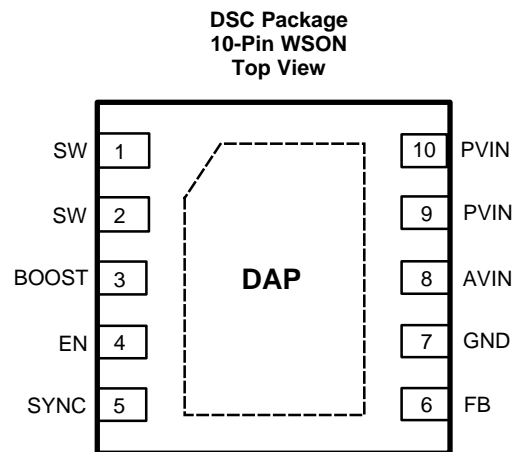 DSC Package
10-Pin WSON
Top View
SW 1 10 PVIN
SW 2 9 PVIN
BOOST 3 DAP 8 AVIN
EN 4 7 GND
SYNC 5 6 FB